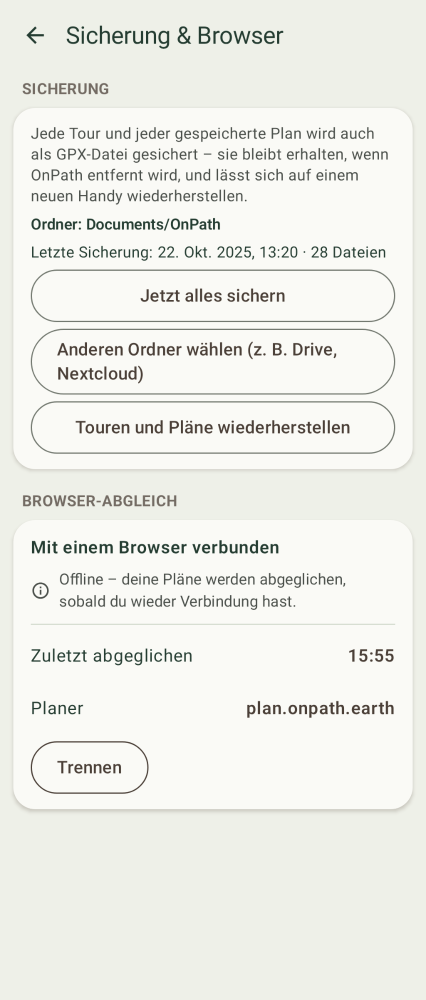 Sicherung & Browser
SICHERUNG
Jede Tour und jeder gespeicherte Plan wird auch
als GPX-Datei gesichert – sie bleibt erhalten, wenn
OnPath entfernt wird, und lässt sich auf einem
neuen Handy wiederherstellen.
Ordner: Documents/OnPath
Letzte Sicherung: 22. Okt. 2025, 13:20 · 28 Dateien
Jetzt alles sichern
Anderen Ordner wählen (z. B. Drive,
Nextcloud)
Touren und Pläne wiederherstellen
BROWSER-ABGLEICH
Mit einem Browser verbunden
Offline – deine Pläne werden abgeglichen,
sobald du wieder Verbindung hast.
Zuletzt abgeglichen 15:55
Planer plan.onpath.earth
Trennen